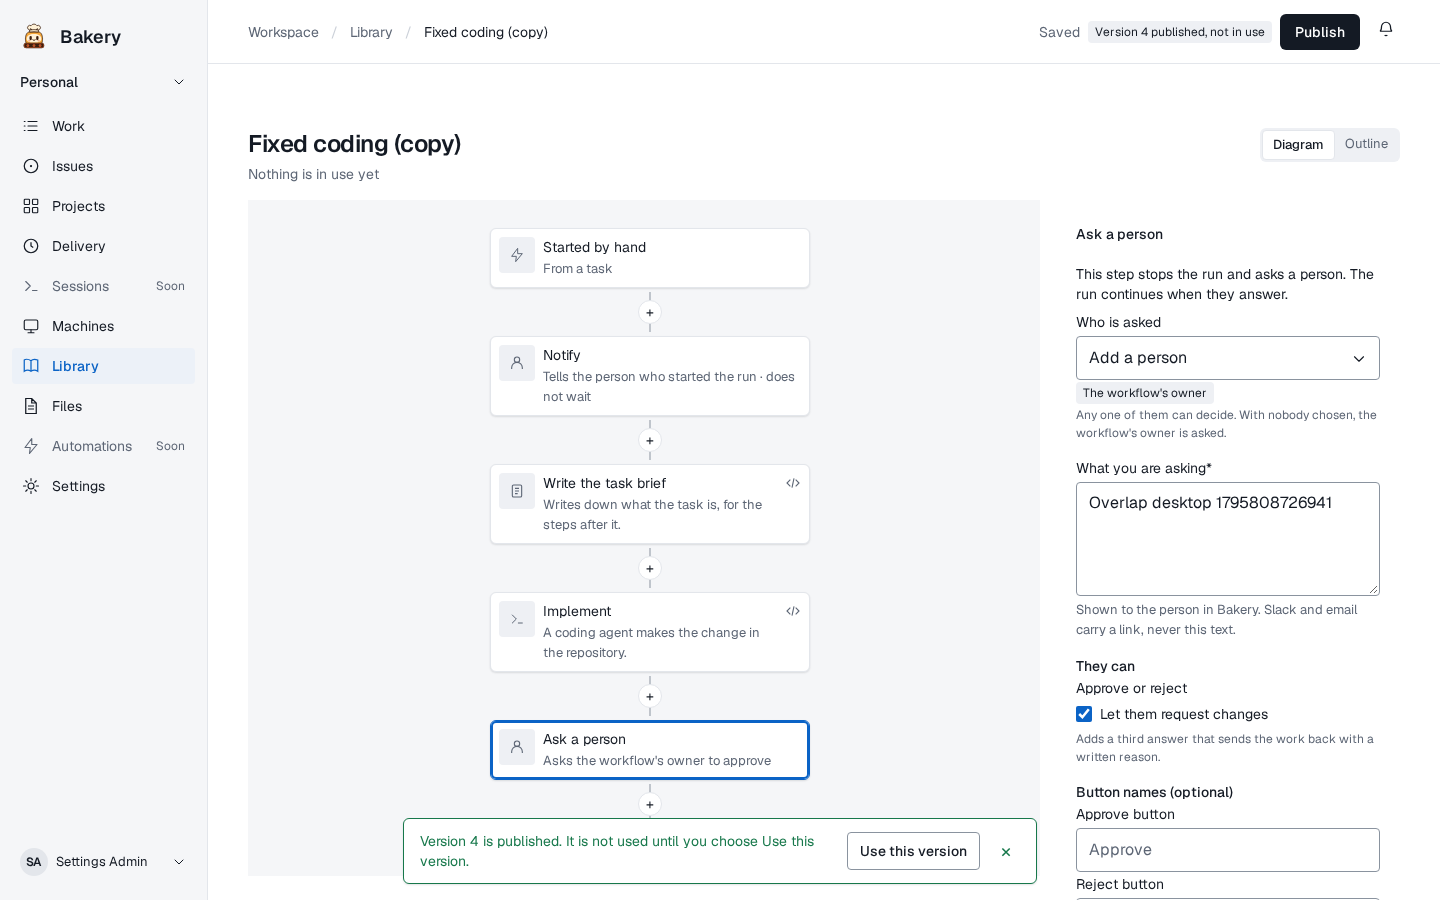 Bakery
Personal
Work
Issues
Projects
Delivery
Sessions Soon
Machines
Library
Files
Automations Soon
Settings
SA Settings Admin
Workspace / Library / Fixed coding (copy)
Saved Version 4 published, not in use Publish
Fixed coding (copy)
Nothing is in use yet
Diagram Outline
Started by hand
From a task
+
Notify
Tells the person who started the run · does
not wait
+
Write the task brief
Writes down what the task is, for the
steps after it.
+
Implement
A coding agent makes the change in
the repository.
+
Ask a person
Asks the workflow's owner to approve
+
Version 4 is published. It is not used until you choose Use this
version.
Use this version
Ask a person
This step stops the run and asks a person. The
run continues when they answer.
Who is asked
Add a person
The workflow's owner
Any one of them can decide. With nobody chosen, the
workflow's owner is asked.
What you are asking*
Overlap desktop 1795808726941
Shown to the person in Bakery. Slack and email
carry a link, never this text.
They can
Approve or reject
Let them request changes
Adds a third answer that sends the work back with a
written reason.
Button names (optional)
Approve button
Approve
Reject button